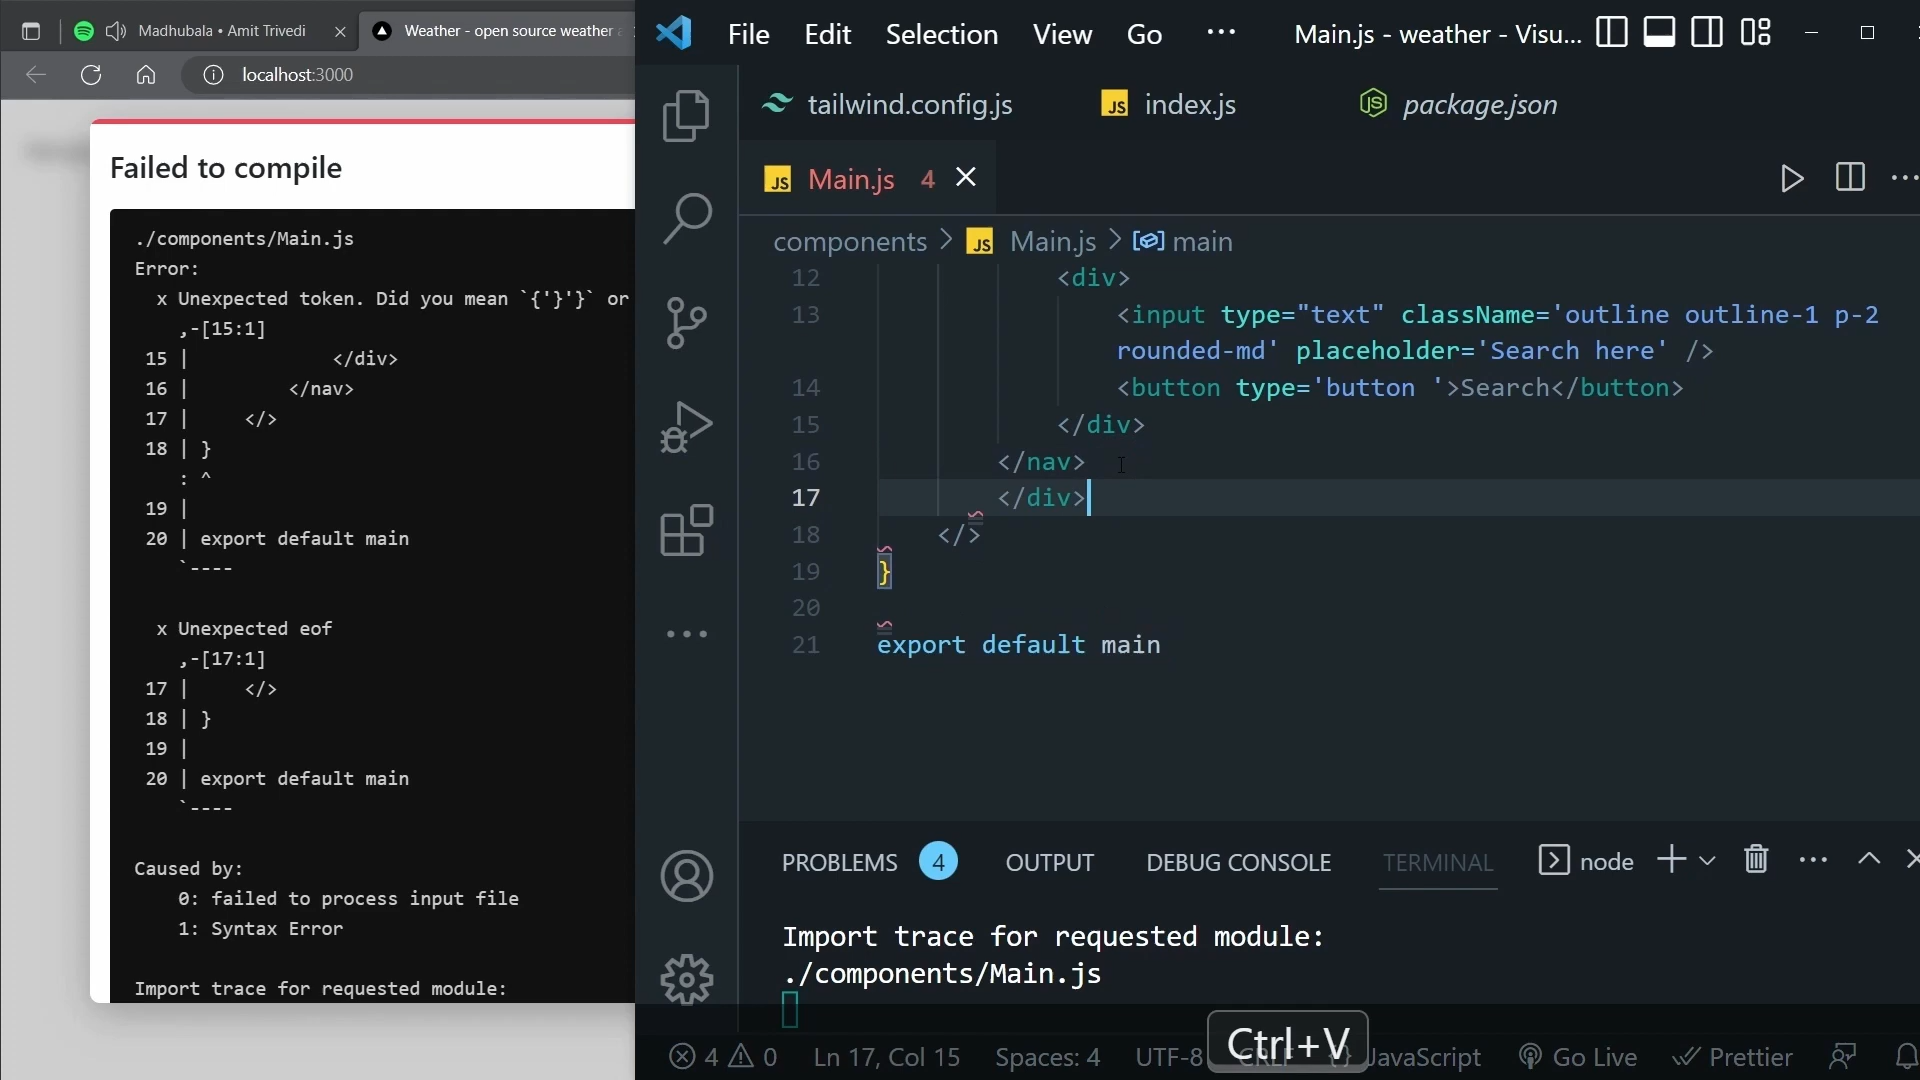 Madhubala • Amit Trivedi
Weather - open source weather
localhost:3000
Failed to compile
./components/Main.js
Error:
x Unexpected token. Did you mean `{'}'}` or
,-[15:1]
15 | </div>
16 | </nav>
17 | </>
18 | }
: ^
19 |
20 | export default main
`----
x Unexpected eof
,-[17:1]
17 | </>
18 | }
19 |
20 | export default main
`----
Caused by:
0: failed to process input file
1: Syntax Error
Import trace for requested module:
File Edit Selection View Go ··· Main.js - weather - Visu...
tailwind.config.js
JS index.js
JS package.json
JS Main.js 4
components > JS Main.js > main
12 <div>
13 <input type="text" className='outline outline-1 p-2
rounded-md' placeholder='Search here' />
14 <button type='button '>Search</button>
15 </div>
16 </nav>
17 </div>
18 </>
19 }
20
21 export default main
PROBLEMS 4 OUTPUT DEBUG CONSOLE TERMINAL node
Import trace for requested module:
./components/Main.js
Ctrl+V
4 0 Ln 17, Col 15 Spaces: 4 UTF-8 CRLF {} JavaScript Go Live Prettier